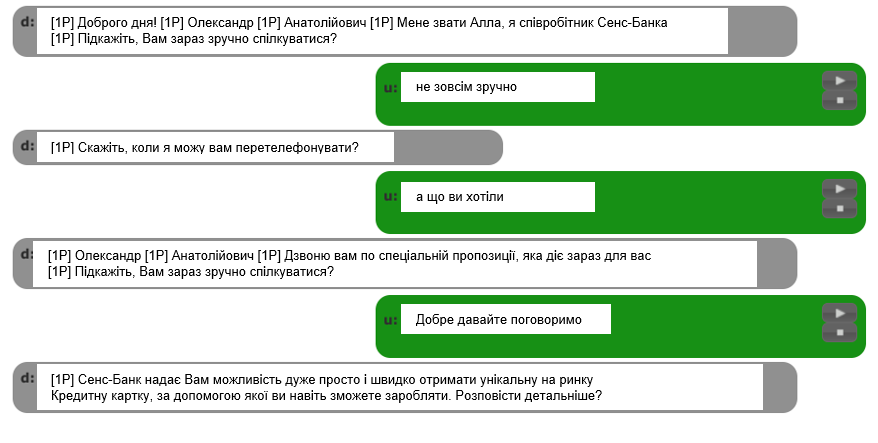 d: [1P] Доброго дня! [1P] Олександр [1P] Анатолійович [1P] Мене звати Алла, я співробітник Сенс-Банка
[1P] Підкажіть, Вам зараз зручно спілкуватися?
u: не зовсім зручно
d: [1P] Скажіть, коли я можу вам перетелефонувати?
u: а що ви хотіли
d: [1P] Олександр [1P] Анатолійович [1P] Дзвоню вам по спеціальній пропозиції, яка діє зараз для вас
[1P] Підкажіть, Вам зараз зручно спілкуватися?
u: Добре давайте поговоримо
d: [1P] Сенс-Банк надає Вам можливість дуже просто і швидко отримати унікальну на ринку
Кредитну картку, за допомогою якої ви навіть зможете заробляти. Розповісти детальніше?